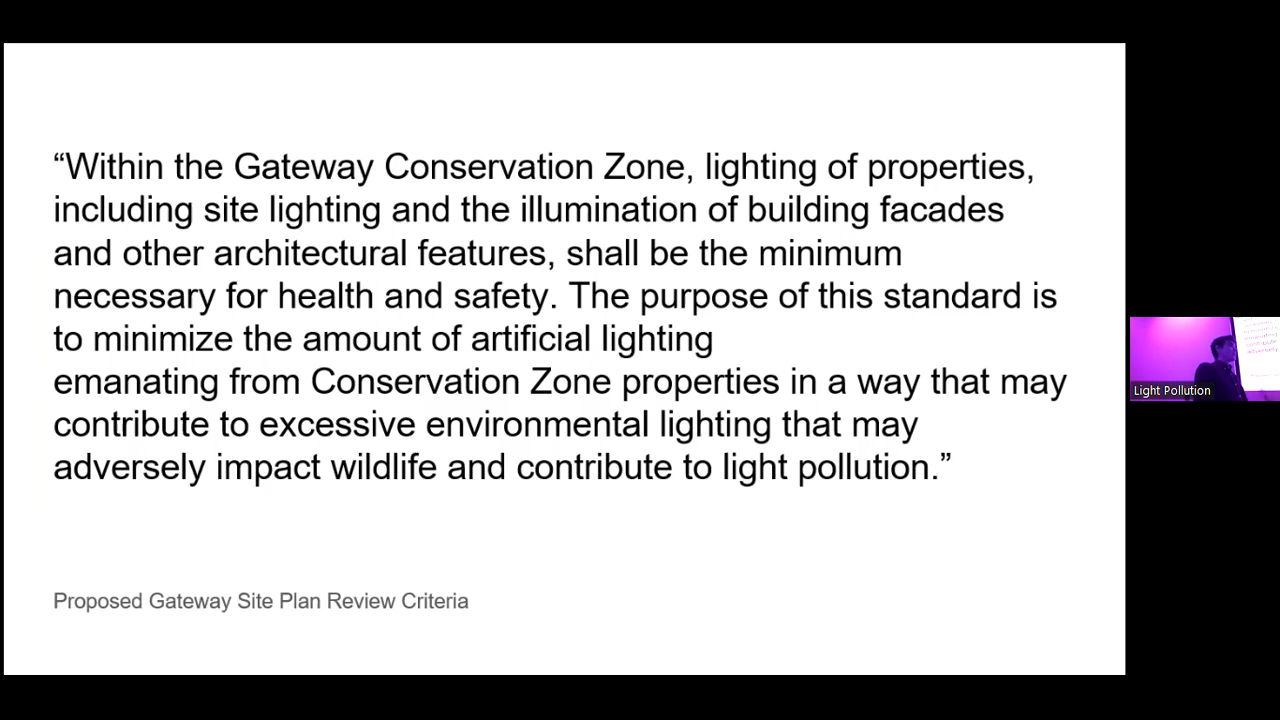 “Within the Gateway Conservation Zone, lighting of properties,
including site lighting and the illumination of building facades
and other architectural features, shall be the minimum
necessary for health and safety. The purpose of this standard is
to minimize the amount of artificial lighting
emanating from Conservation Zone properties in a way that may
contribute to excessive environmental lighting that may
adversely impact wildlife and contribute to light pollution.”
Proposed Gateway Site Plan Review Criteria
emanating
contribute
adversely
Light Pollution